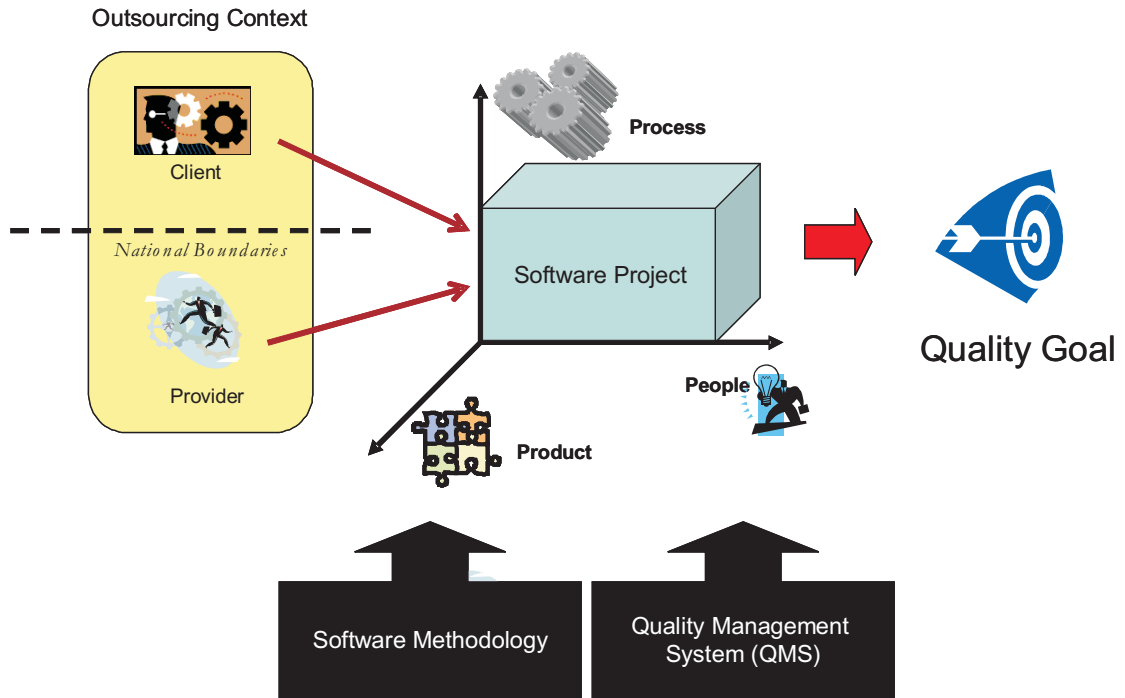 Outsourcing Context
Client
National Boundaries
Provider
Process
Software Project
People
Product
Quality Goal
Software Methodology
Quality Management
System (QMS)